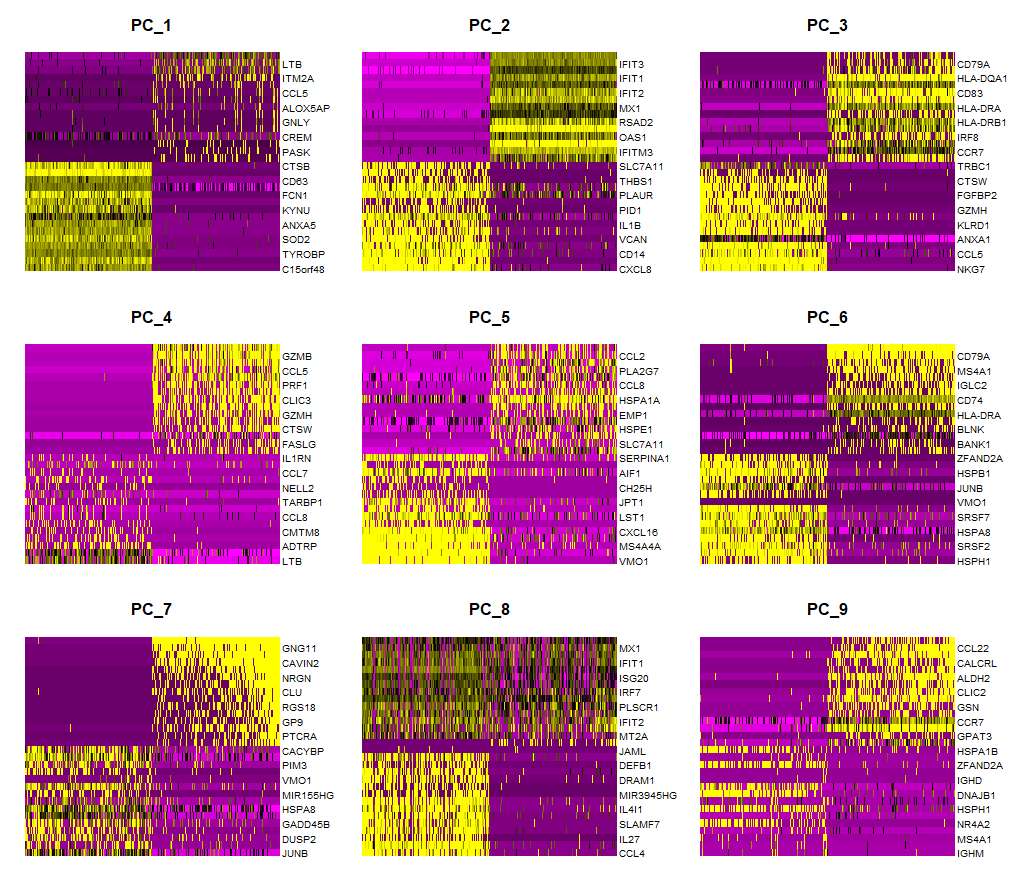 PC_1
LTB
ITM2A
CCL5
ALOX5AP
GNLY
CREM
PASK
CTSB
CD63
FCN1
KYNU
ANXA5
SOD2
TYROBP
C15orf48
PC_2
IFIT3
IFIT1
IFIT2
MX1
RSAD2
OAS1
IFITM3
SLC7A11
THBS1
PLAUR
PID1
IL1B
VCAN
CD14
CXCL8
PC_3
CD79A
HLA-DQA1
CD83
HLA-DRA
HLA-DRB1
IRF8
CCR7
TRBC1
CTSW
FGFBP2
GZMH
KLRD1
ANXA1
CCL5
NKG7
PC_4
GZMB
CCL5
PRF1
CLIC3
GZMH
CTSW
FASLG
IL1RN
CCL7
NELL2
TARBP1
CCL8
CMTM8
ADTRP
LTB
PC_5
CCL2
PLA2G7
CCL8
HSPA1A
EMP1
HSPE1
SLC7A11
SERPINA1
AIF1
CH25H
JPT1
LST1
CXCL16
MS4A4A
VMO1
PC_6
CD79A
MS4A1
IGLC2
CD74
HLA-DRA
BLNK
BANK1
ZFAND2A
HSPB1
JUNB
VMO1
SRSF7
HSPA8
SRSF2
HSPH1
PC_7
GNG11
CAVIN2
NRGN
CLU
RGS18
GP9
PTCRA
CACYBP
PIM3
VMO1
MIR155HG
HSPA8
GADD45B
DUSP2
JUNB
PC_8
MX1
IFIT1
ISG20
IRF7
PLSCR1
IFIT2
MT2A
JAML
DEFB1
DRAM1
MIR3945HG
IL4I1
SLAMF7
IL27
CCL4
PC_9
CCL22
CALCRL
ALDH2
CLIC2
GSN
CCR7
GPAT3
HSPA1B
ZFAND2A
IGHD
DNAJB1
HSPH1
NR4A2
MS4A1
IGHM